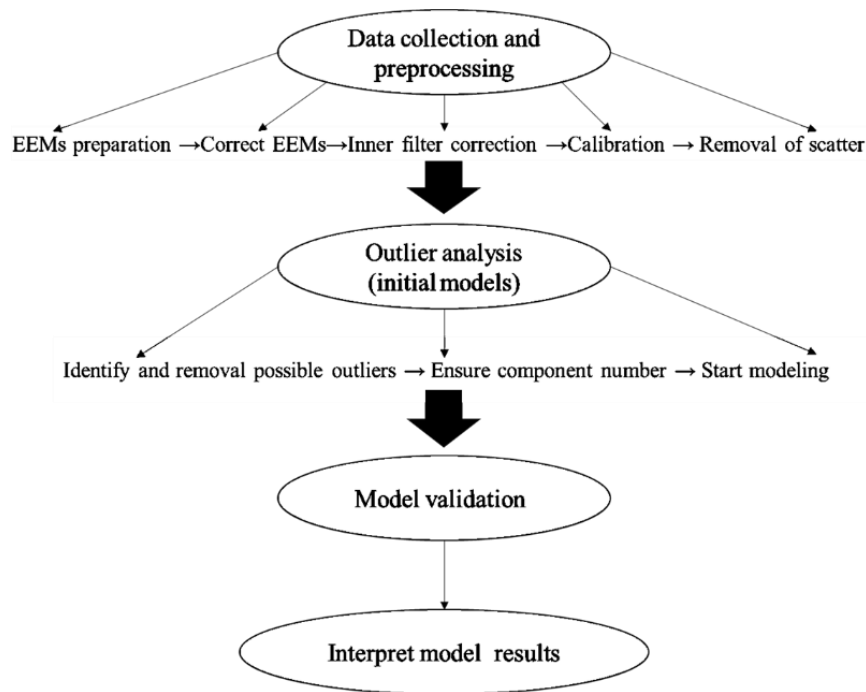 Data collection and
preprocessing
EEMs preparation →Correct EEMs→Inner filter correction →Calibration → Removal of scatter
Outlier analysis
(initial models)
Identify and removal possible outliers → Ensure component number → Start modeling
Model validation
Interpret model results